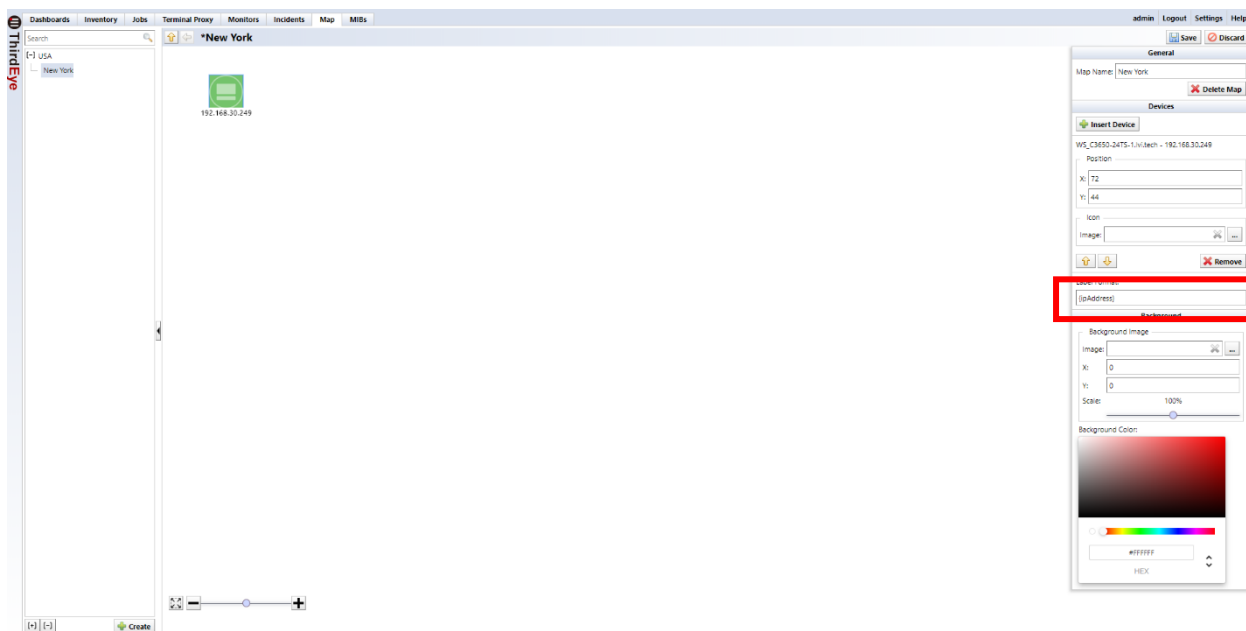 ThirdEye
Dashboards Inventory Jobs Terminal Proxy Monitors Incidents Map MIBs
admin Logout Settings Help
Search
*New York
Save Discard
[-] USA
New York
192.168.30.249
General
Map Name: New York
Delete Map
Devices
Insert Device
WS_C3650-24TS-1.lvi.tech - 192.168.30.249
Position
X: 72
Y: 44
Icon
Image: ...
Remove
Label Format:
{ipAddress}
Background
Background Image
Image: ...
X: 0
Y: 0
Scale: 100%
Background Color:
#FFFFFF
HEX
[+] [-] Create